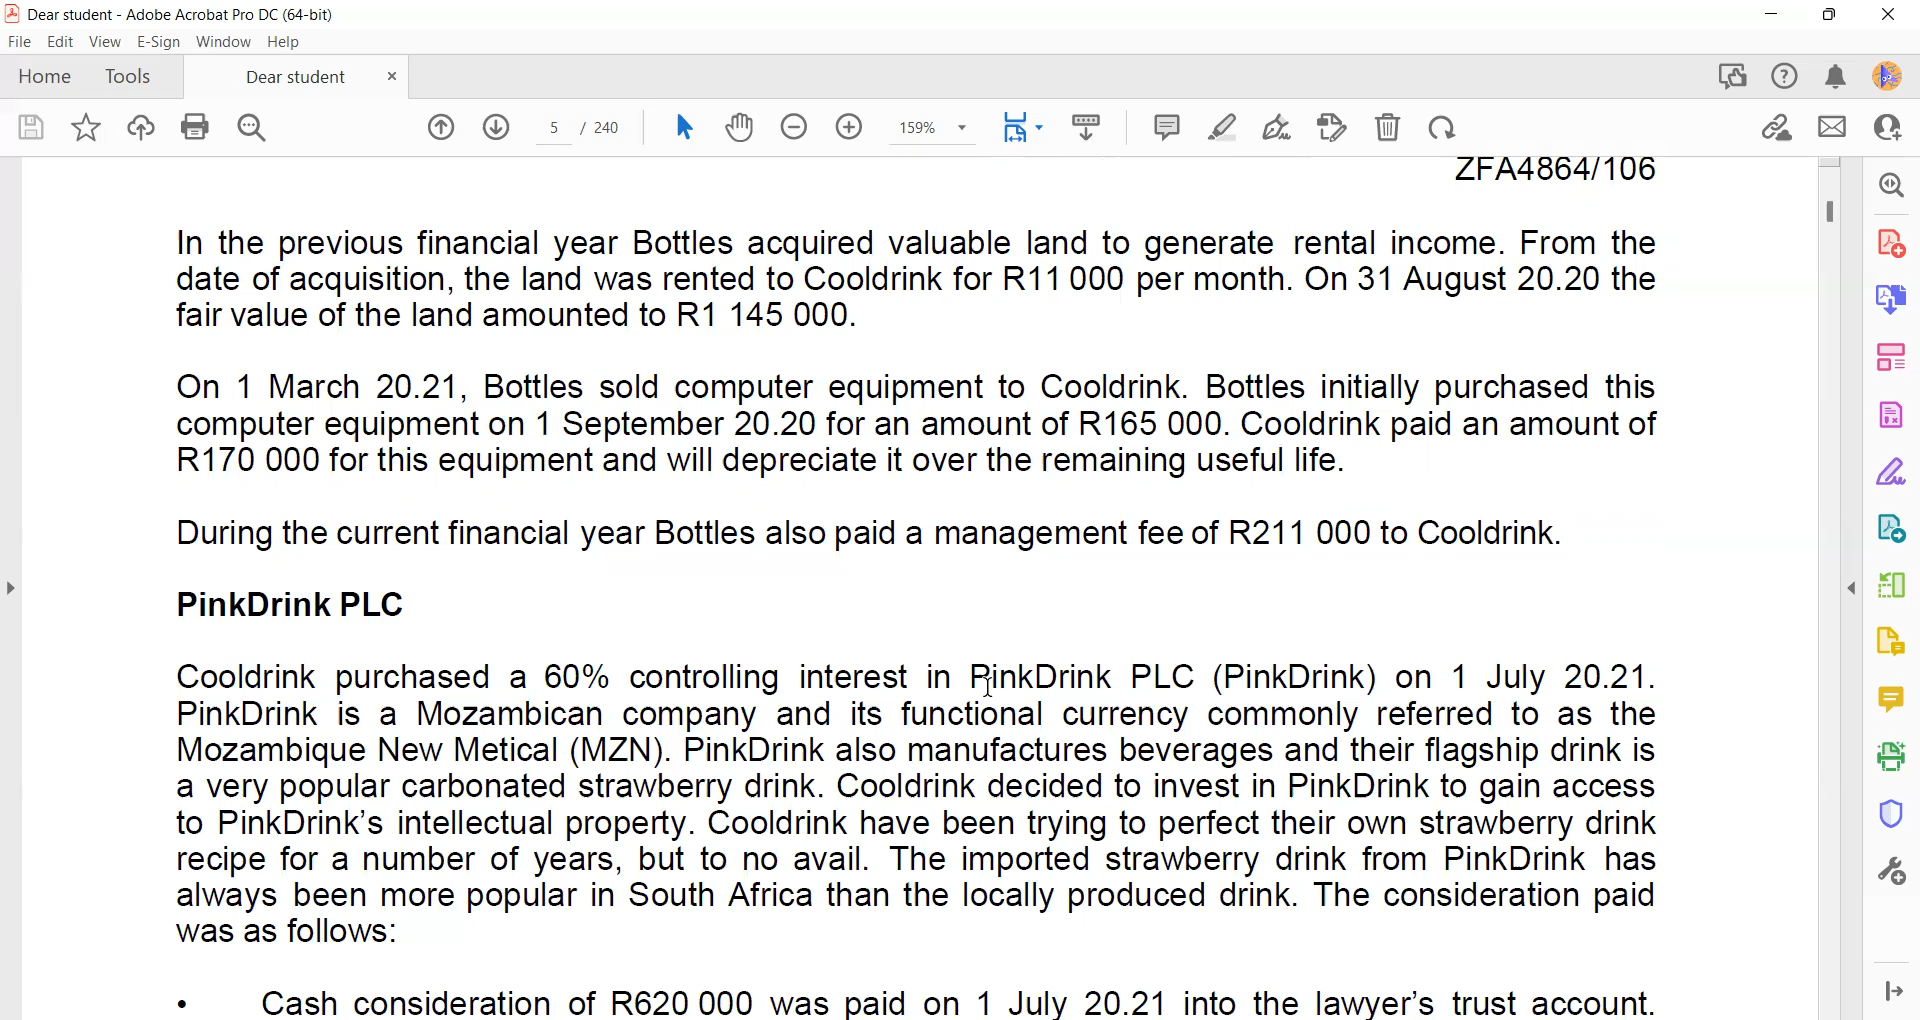 Dear student - Adobe Acrobat Pro DC (64-bit)
File Edit View E-Sign Window Help
Home Tools Dear student ×
5 / 240 159%
ZFA4864/106
In the previous financial year Bottles acquired valuable land to generate rental income. From the
date of acquisition, the land was rented to Cooldrink for R11 000 per month. On 31 August 20.20 the
fair value of the land amounted to R1 145 000.
On 1 March 20.21, Bottles sold computer equipment to Cooldrink. Bottles initially purchased this
computer equipment on 1 September 20.20 for an amount of R165 000. Cooldrink paid an amount of
R170 000 for this equipment and will depreciate it over the remaining useful life.
During the current financial year Bottles also paid a management fee of R211 000 to Cooldrink.
PinkDrink PLC
Cooldrink purchased a 60% controlling interest in PinkDrink PLC (PinkDrink) on 1 July 20.21.
PinkDrink is a Mozambican company and its functional currency commonly referred to as the
Mozambique New Metical (MZN). PinkDrink also manufactures beverages and their flagship drink is
a very popular carbonated strawberry drink. Cooldrink decided to invest in PinkDrink to gain access
to PinkDrink's intellectual property. Cooldrink have been trying to perfect their own strawberry drink
recipe for a number of years, but to no avail. The imported strawberry drink from PinkDrink has
always been more popular in South Africa than the locally produced drink. The consideration paid
was as follows:
• Cash consideration of R620 000 was paid on 1 July 20.21 into the lawyer's trust account.